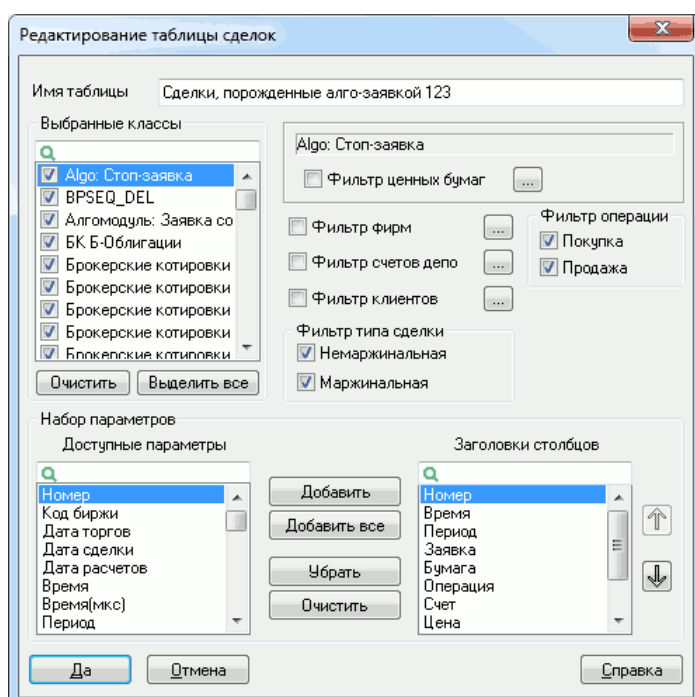 Редактирование таблицы сделок
Имя таблицы
Сделки, порожденные алго-заявкой 123
Выбранные классы
Algo: Стоп-заявка
BPSEQ_DEL
Алгомодуль: Заявка со
БК Б-Облигации
Брокерские котировки
Брокерские котировки
Брокерские котировки
Брокерские котировки
Брокерские котировки
Очистить
Выделить все
Algo: Стоп-заявка
Фильтр ценных бумаг
...
Фильтр фирм
...
Фильтр счетов депо
...
Фильтр клиентов
...
Фильтр операции
Покупка
Продажа
Фильтр типа сделки
Немаржинальная
Маржинальная
Набор параметров
Доступные параметры
Номер
Код биржи
Дата торгов
Дата сделки
Дата расчетов
Время
Время(мкс)
Период
Добавить
Добавить все
Убрать
Очистить
Заголовки столбцов
Номер
Время
Период
Заявка
Бумага
Операция
Счет
Цена
Да
Отмена
Справка